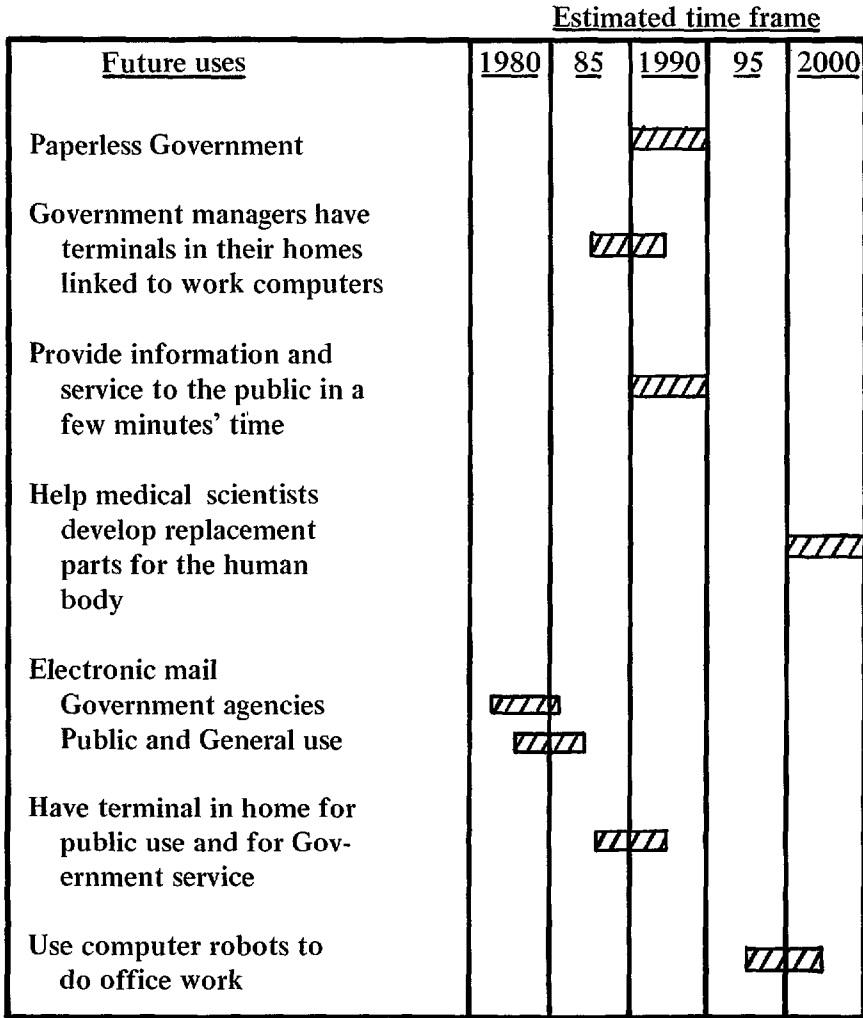 Estimated time frame
Future uses 1980 85 1990 95 2000
Paperless Government
Government managers have
terminals in their homes
linked to work computers
Provide information and
service to the public in a
few minutes' time
Help medical scientists
develop replacement
parts for the human
body
Electronic mail
Government agencies
Public and General use
Have terminal in home for
public use and for Gov-
ernment service
Use computer robots to
do office work